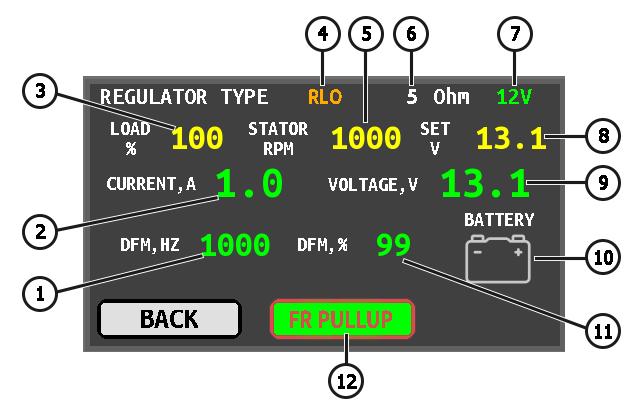 4 5 6 7
REGULATOR TYPE RLO 5 Ohm 12V
3 LOAD % 100 STATOR RPM 1000 SET V 13.1 8
CURRENT,A 1.0 VOLTAGE,V 13.1 9
2 BATTERY
DFM,HZ 1000 DFM,% 99 - + 10
1
BACK FR PULLUP 11
12